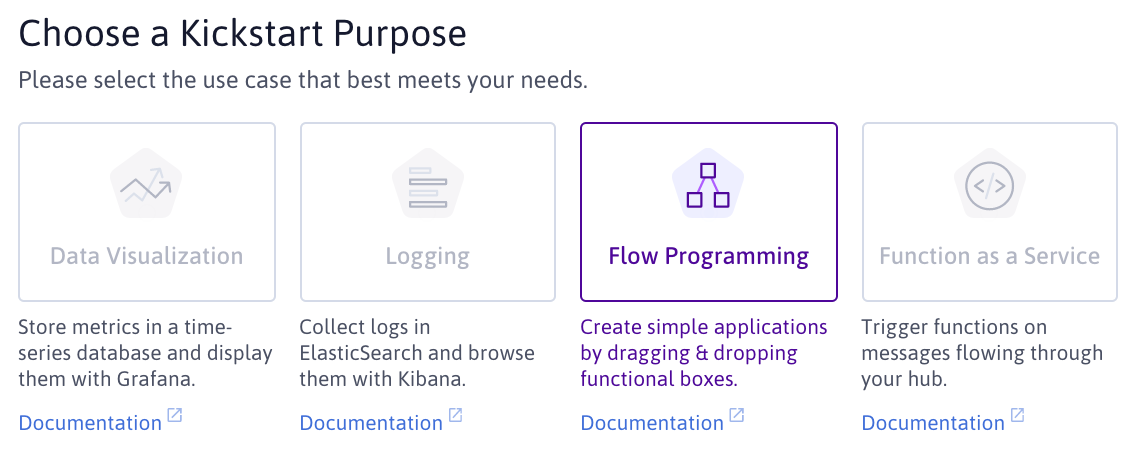 Choose a Kickstart Purpose
Please select the use case that best meets your needs.
Data Visualization
Store metrics in a time-
series database and display
them with Grafana.
Documentation
Logging
Collect logs in
ElasticSearch and browse
them with Kibana.
Documentation
Flow Programming
Create simple applications
by dragging & dropping
functional boxes.
Documentation
Function as a Service
Trigger functions on
messages flowing through
your hub.
Documentation